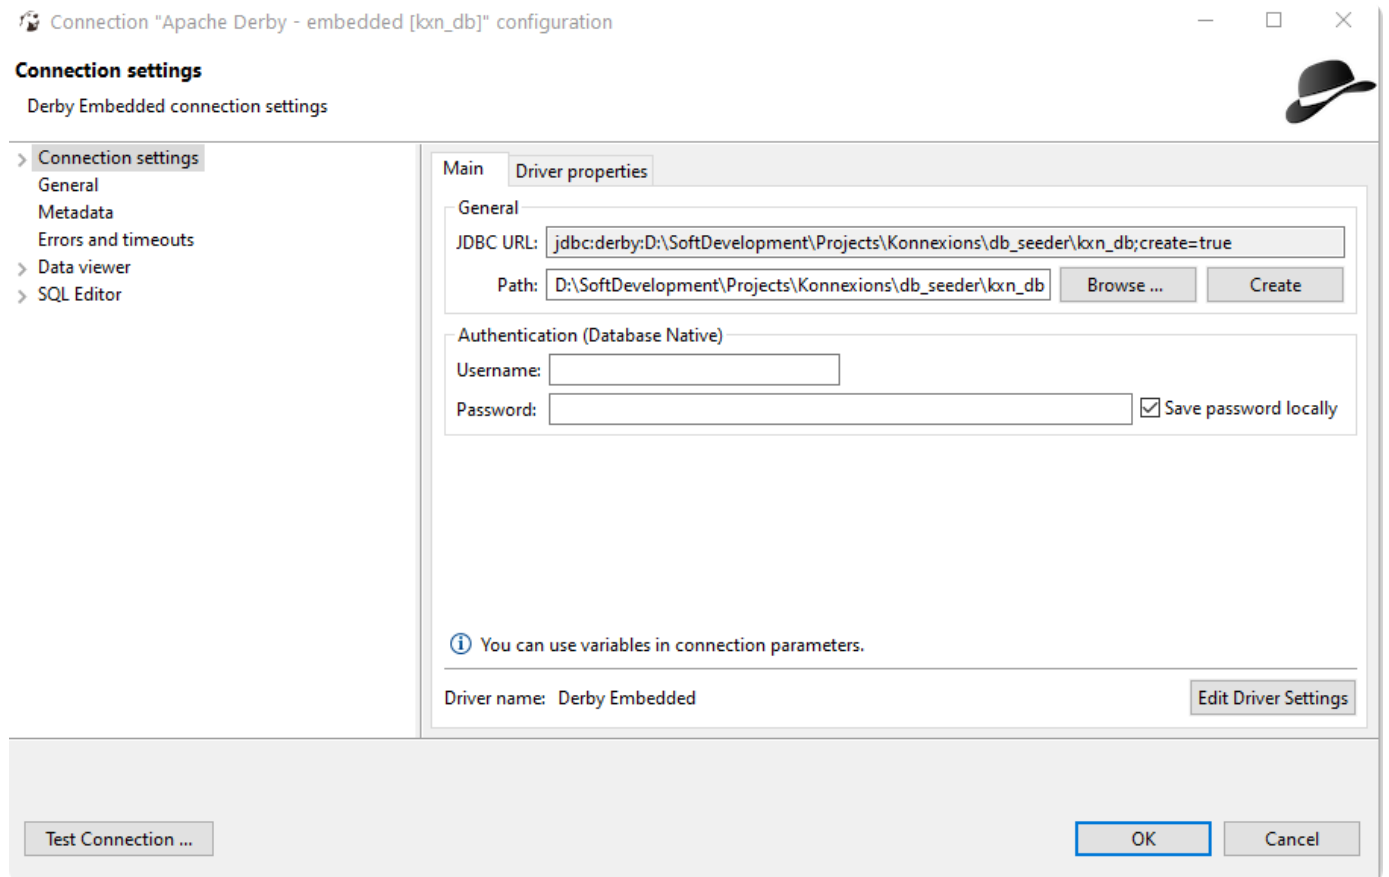 Connection "Apache Derby - embedded [kxn_db]" configuration
Connection settings
Derby Embedded connection settings
Connection settings
General
Metadata
Errors and timeouts
Data viewer
SQL Editor
Main Driver properties
General
JDBC URL: jdbc:derby:D:\SoftDevelopment\Projects\Konnexions\db_seeder\kxn_db;create=true
Path: D:\SoftDevelopment\Projects\Konnexions\db_seeder\kxn_db Browse ... Create
Authentication (Database Native)
Username:
Password: Save password locally
You can use variables in connection parameters.
Driver name: Derby Embedded Edit Driver Settings
Test Connection ... OK Cancel